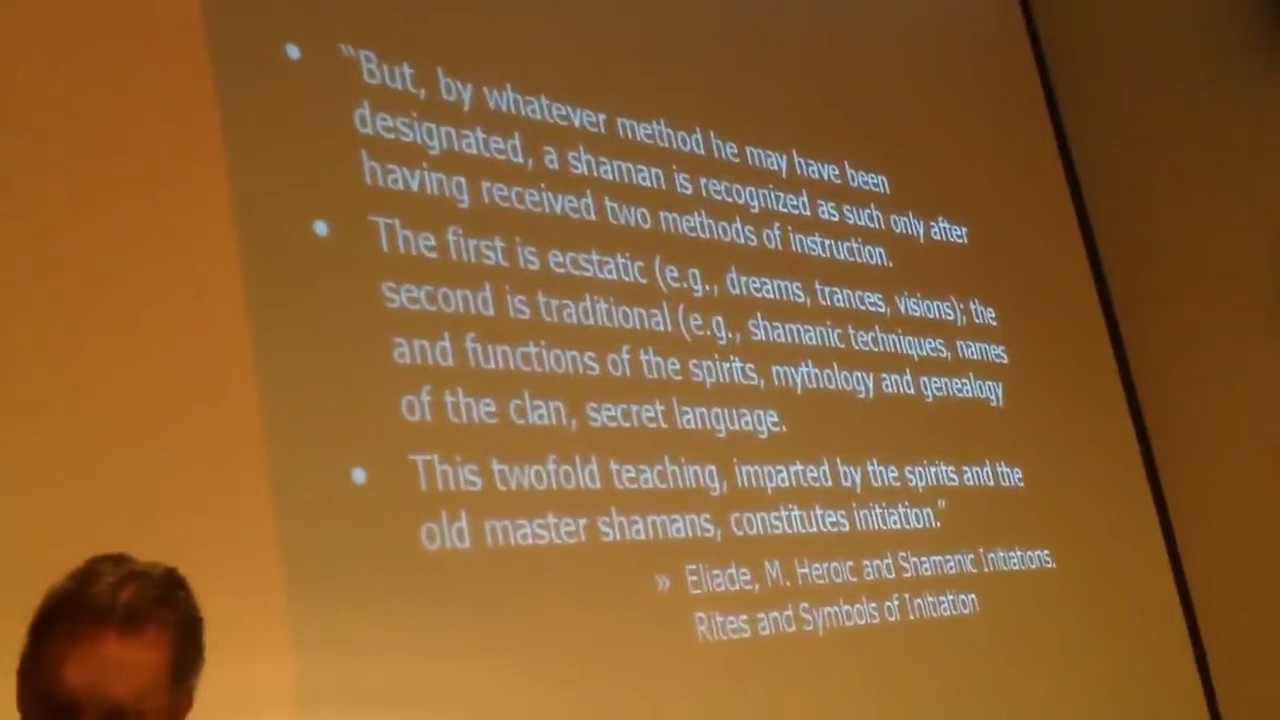 • "But, by whatever method he may have been
designated, a shaman is recognized as such only after
having received two methods of instruction.
• The first is ecstatic (e.g., dreams, trances, visions); the
second is traditional (e.g., shamanic techniques, names
and functions of the spirits, mythology and genealogy
of the clan, secret language.
• This twofold teaching, imparted by the spirits and the
old master shamans, constitutes initiation."
» Eliade, M. Heroic and Shamanic Initiations.
Rites and Symbols of Initiation